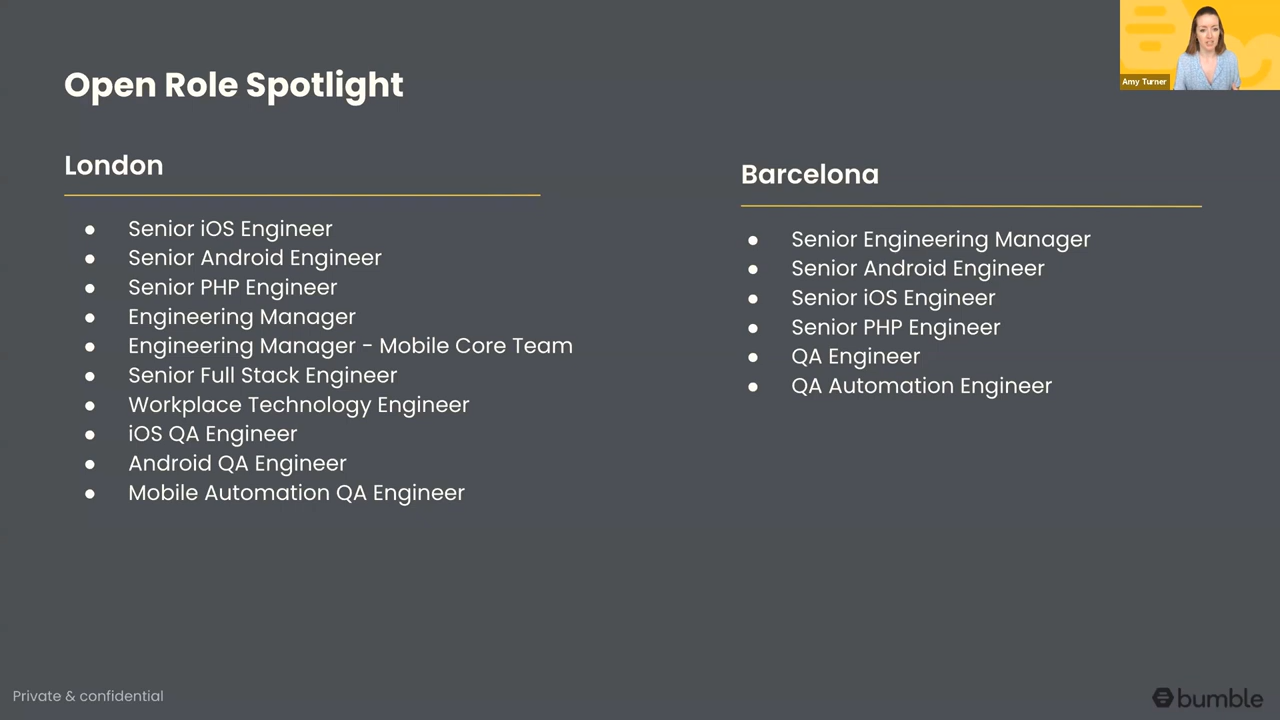 Open Role Spotlight
Amy Turner
London
Senior iOS Engineer
Senior Android Engineer
Senior PHP Engineer
Engineering Manager
Engineering Manager - Mobile Core Team
Senior Full Stack Engineer
Workplace Technology Engineer
iOS QA Engineer
Android QA Engineer
Mobile Automation QA Engineer
Barcelona
Senior Engineering Manager
Senior Android Engineer
Senior iOS Engineer
Senior PHP Engineer
QA Engineer
QA Automation Engineer
Private & confidential
bumble